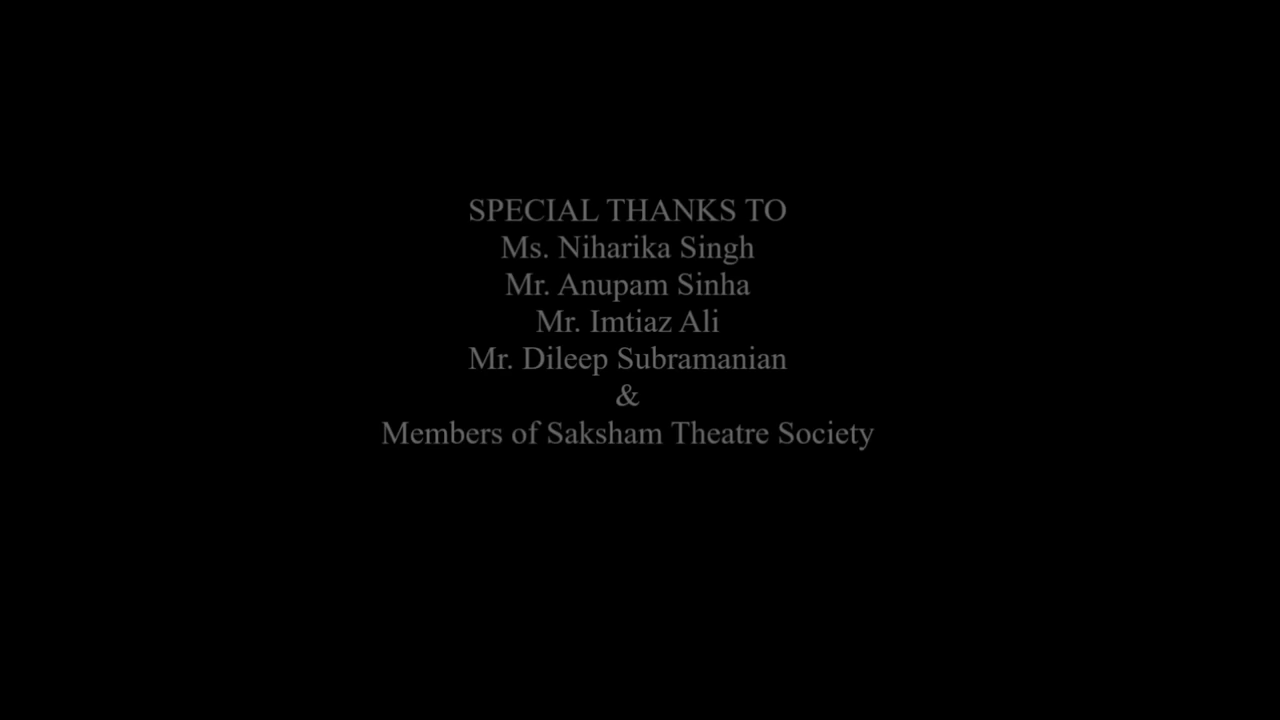 SPECIAL THANKS TO
Ms. Niharika Singh
Mr. Anupam Sinha
Mr. Imtiaz Ali
Mr. Dileep Subramanian
&
Members of Saksham Theatre Society